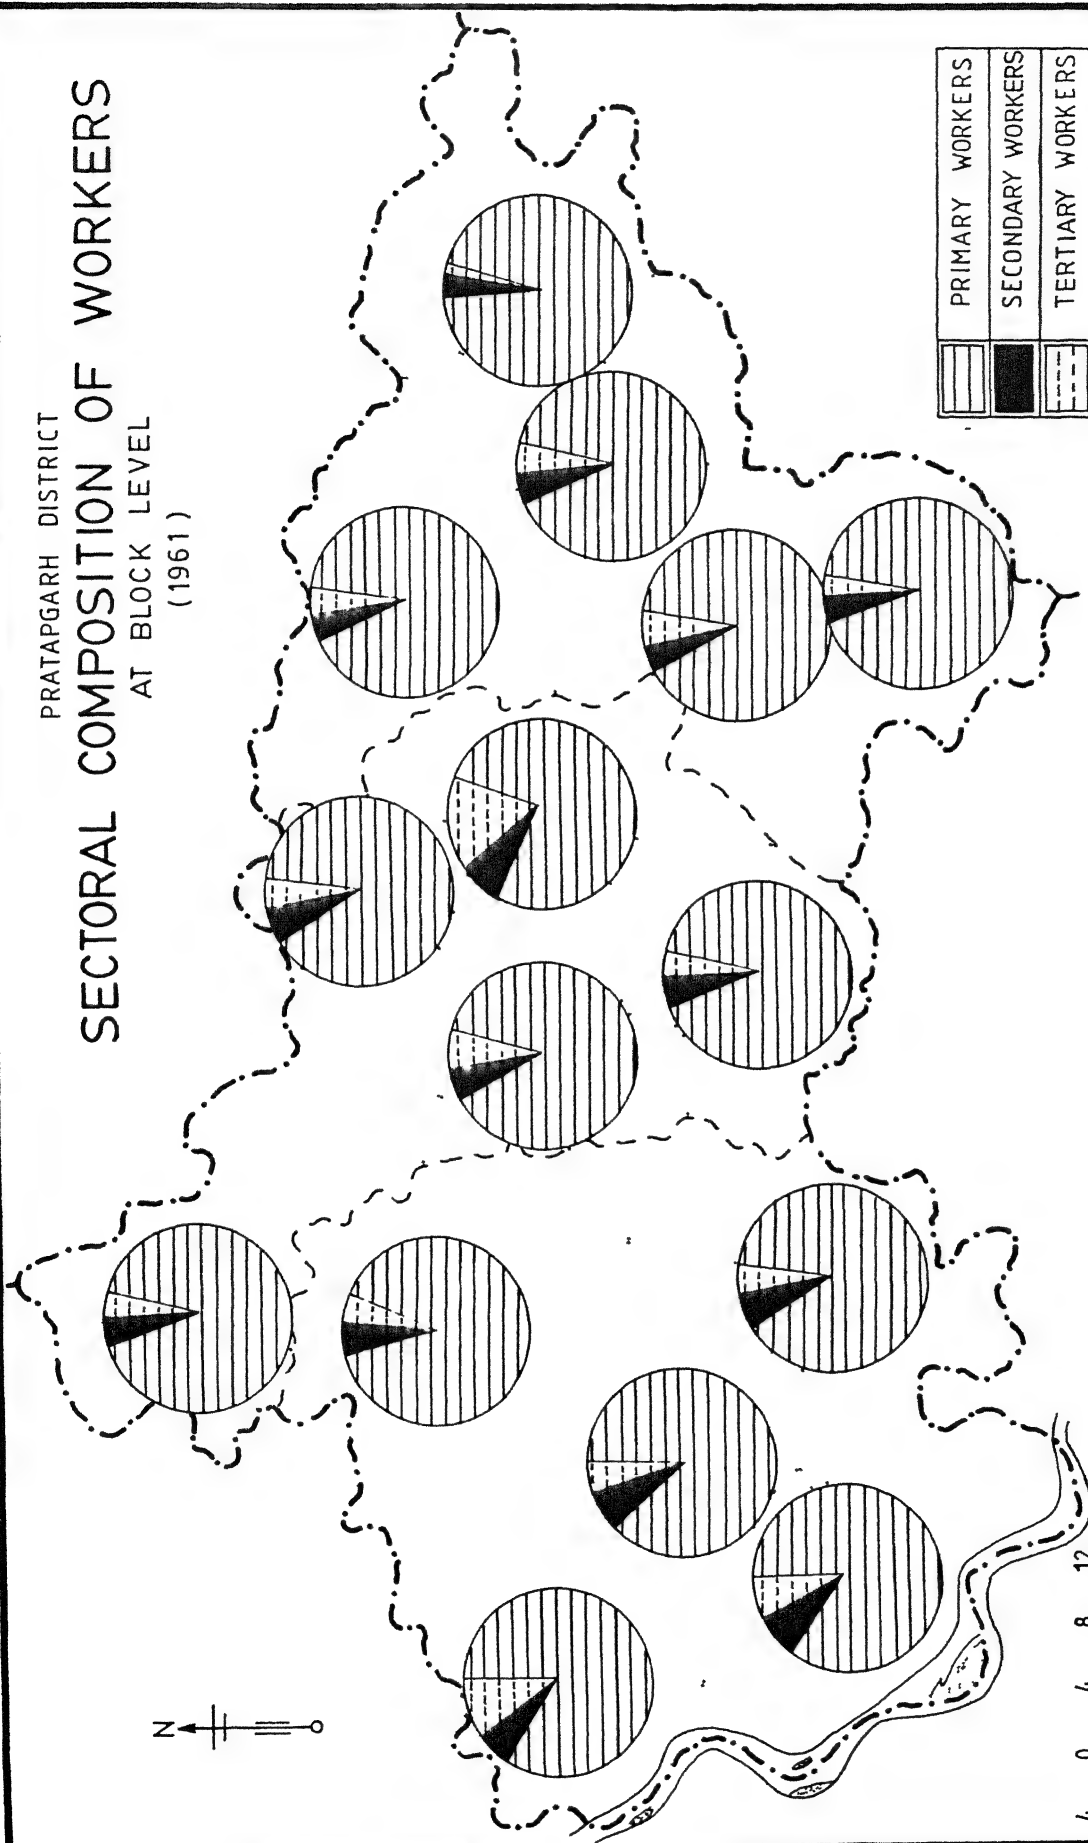 PRATAPGARH DISTRICT
SECTORAL COMPOSITION OF WORKERS
AT BLOCK LEVEL
(1961)
N
PRIMARY WORKERS
SECONDARY WORKERS
TERTIARY WORKERS
4 0 4 8 12